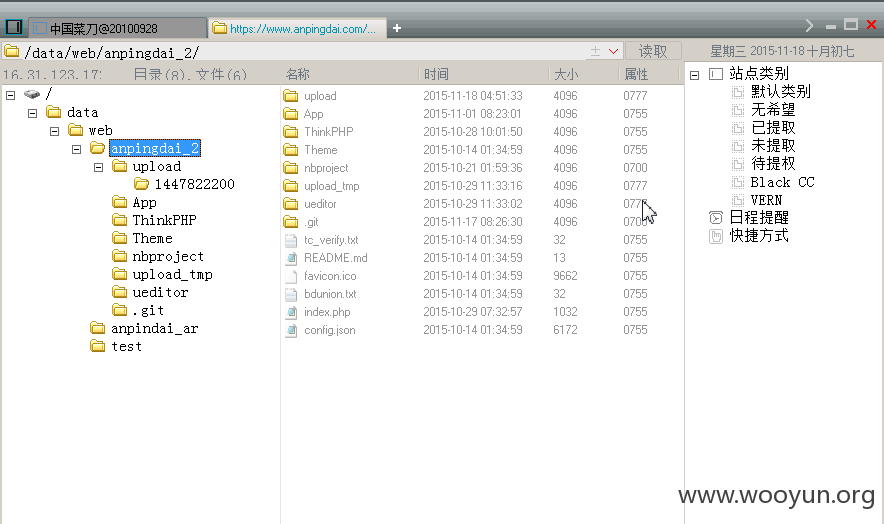 中国菜刀@20100928
https://www.anpingdai.com/...
/data/web/anpingdai_2/
读取
星期三 2015-11-18 十月初七
目录(8),文件(6)
名称 时间 大小 属性
/
data
web
anpingdai_2
upload
1447822200
App
ThinkPHP
Theme
nbproject
upload_tmp
ueditor
.git
anpindai_ar
test
upload 2015-11-18 04:51:33 4096 0777
App 2015-11-01 08:23:01 4096 0755
ThinkPHP 2015-10-28 10:01:50 4096 0755
Theme 2015-10-14 01:34:59 4096 0755
nbproject 2015-10-21 01:59:36 4096 0700
upload_tmp 2015-10-29 11:33:16 4096 0777
ueditor 2015-10-29 11:33:02 4096
.git 2015-11-17 08:26:30 4096
tc_verify.txt 2015-10-14 01:34:59 32 0755
README.md 2015-10-14 01:34:59 13 0755
favicon.ico 2015-10-14 01:34:59 9662 0755
bdunion.txt 2015-10-14 01:34:59 32 0755
index.php 2015-10-29 07:32:57 1032 0755
config.json 2015-10-14 01:34:59 6172 0755
站点类别
默认类别
无希望
已提取
未提取
待提权
Black CC
VERN
日程提醒
快捷方式
www.wooyun.org